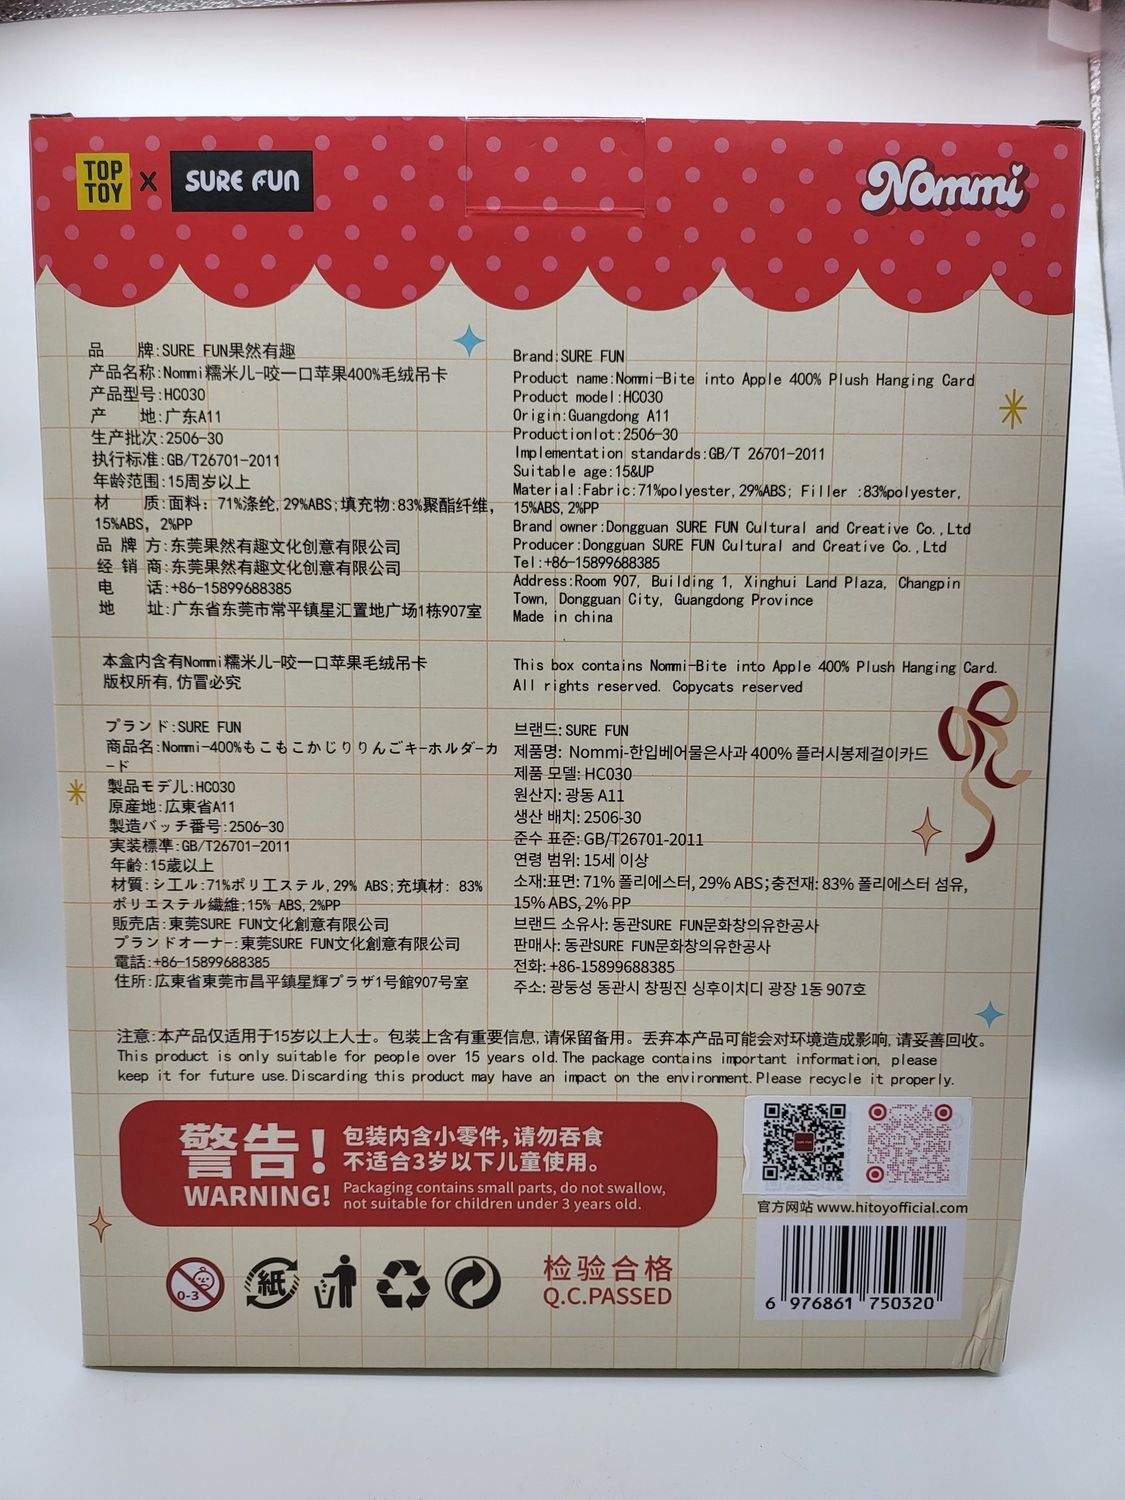 TOP
TOY
X
SURE FUN
Nommi
品 牌:SURE FUN果然有趣
产品名称:Nommi糯米儿-咬一口苹果400%毛绒吊卡
产品型号:HC030
产 地:广东A11
生产批次:2506-30
执行标准:GB/T26701-2011
年龄范围:15周岁以上
材 质:面料: 71%涤纶,29%ABS;填充物:83%聚酯纤维,
15%ABS, 2%PP
品 牌 方:东莞果然有趣文化创意有限公司
经 销 商:东莞果然有趣文化创意有限公司
电 话:+86-15899688385
地 址:广东省东莞市常平镇星汇置地广场1栋907室
Brand:SURE FUN
Product name:Nommi-Bite into Apple 400% Plush Hanging Card
Product model:HC030
Origin:Guangdong A11
Productionlot:2506-30
Implementation standards:GB/T 26701-2011
Suitable age:15&UP
Material:Fabric:71%polyester,29%ABS; Filler :83%polyester,
15%ABS,2%PP
Brand owner:Dongguan SURE FUN Cultural and Creative Co.,Ltd
Producer:Dongguan SURE FUN Cultural and Creative Co.,Ltd
Tel:+86-15899688385
Address:Room 907, Building 1, Xinghui Land Plaza, Changpin
Town, Dongguan City, Guangdong Province
Made in china
本盒内含有Nommi糯米儿-咬一口苹果毛绒吊卡
版权所有,仿冒必究
This box contains Nommi-Bite into Apple 400% Plush Hanging Card.
All rights reserved. Copycats reserved
ブランド:SURE FUN
商品名:Nommi-400%もこもこかじりりんごキ-ホルダ-カ
-ド
製品モデル:HC030
原産地:広東省A11
製造バッチ番号:2506-30
実装標準:GB/T26701-2011
年齢:15歳以上
材質:シエル:71%ポリエステル,29% ABS;充填材: 83%
ポリエステル繊維;15% ABS,2%PP
販売店:東莞SURE FUN文化創意有限公司
ブランドオーナー:東莞SURE FUN文化創意有限公司
電話:+86-15899688385
住所:広東省東莞市昌平鎮星輝プラザ1号館907号室
브랜드: SURE FUN
제품명: Nommi-한입베어물은사과 400% 플러시봉제걸이카드
제품 모델: HC030
원산지: 광동 A11
생산 배치: 2506-30
준수 표준: GB/T26701-2011
연령 범위: 15세 이상
소재:표면: 71% 폴리에스터, 29% ABS;충전재: 83% 폴리에스터 섬유,
15% ABS, 2% PP
브랜드 소유사: 동관SURE FUN문화창의유한공사
판매사: 동관SURE FUN문화창의유한공사
전화: +86-15899688385
주소: 광둥성 동관시 창핑진 싱후이치디 광장 1동 907호
注意:本产品仅适用于15岁以上人士。包装上含有重要信息,请保留备用。丢弃本产品可能会对环境造成影响,请妥善回收。
This product is only suitable for people over 15 years old.The package contains important information, please
keep it for future use.Discarding this product may have an impact on the environment.Please recycle it properly.
警告!
WARNING!
包装内含小零件,请勿吞食
不适合3岁以下儿童使用。
Packaging contains small parts, do not swallow,
not suitable for children under 3 years old.
SURE FUN
官方网站 www.hitoyofficial.com
0-3
紙
检验合格
Q.C.PASSED
6 976861 750320